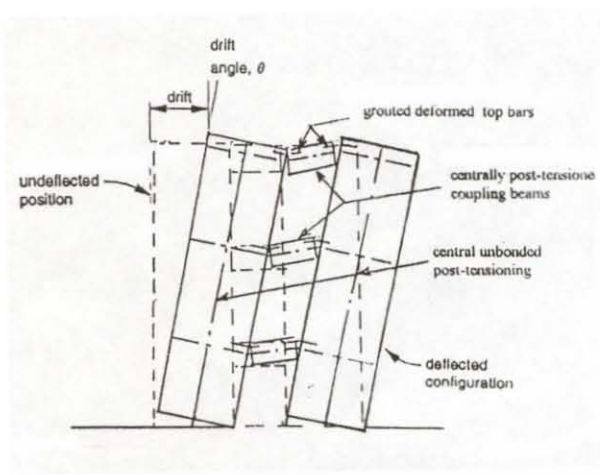 drift
angle, θ
drift
grouted deformed top bars
undeflected
position
centrally post-tensione
coupling beams
central unbonded
post-tensioning
deflected
configuration